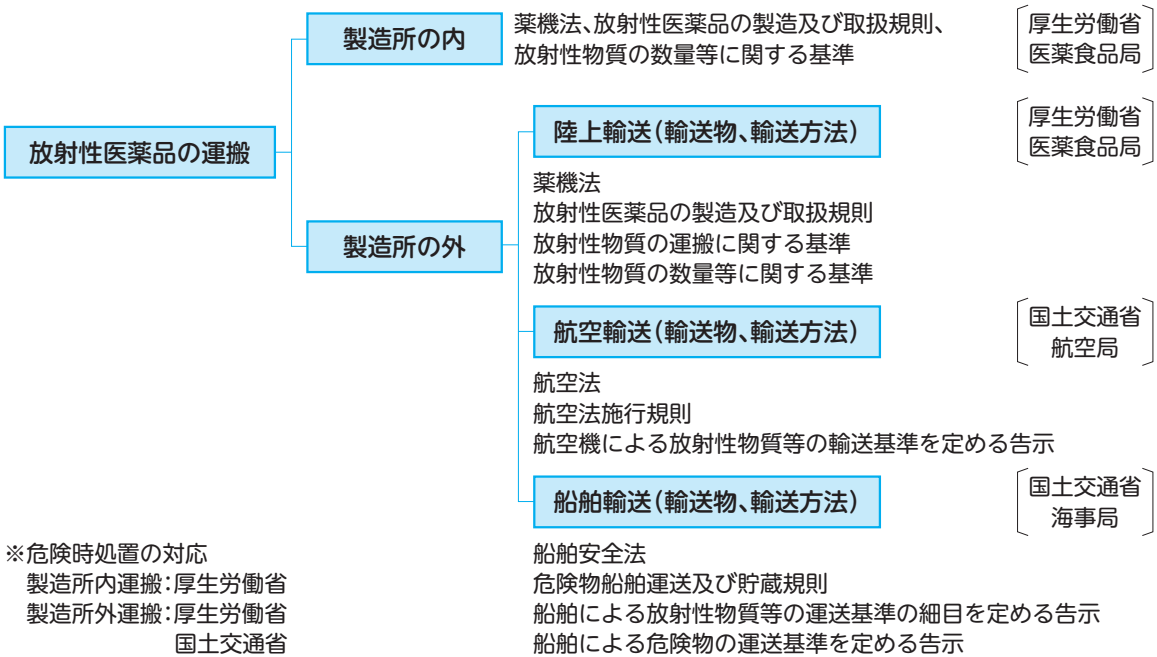 放射性医薬品の運搬
製造所の内
薬機法、放射性医薬品の製造及び取扱規則、
放射性物質の数量等に関する基準
厚生労働省
医薬食品局
製造所の外
陸上輸送(輸送物、輸送方法)
厚生労働省
医薬食品局
薬機法
放射性医薬品の製造及び取扱規則
放射性物質の運搬に関する基準
放射性物質の数量等に関する基準
航空輸送(輸送物、輸送方法)
国土交通省
航空局
航空法
航空法施行規則
航空機による放射性物質等の輸送基準を定める告示
船舶輸送(輸送物、輸送方法)
国土交通省
海事局
船舶安全法
危険物船舶運送及び貯蔵規則
船舶による放射性物質等の運送基準の細目を定める告示
船舶による危険物の運送基準を定める告示
※危険時処置の対応
製造所内運搬:厚生労働省
製造所外運搬:厚生労働省
国土交通省